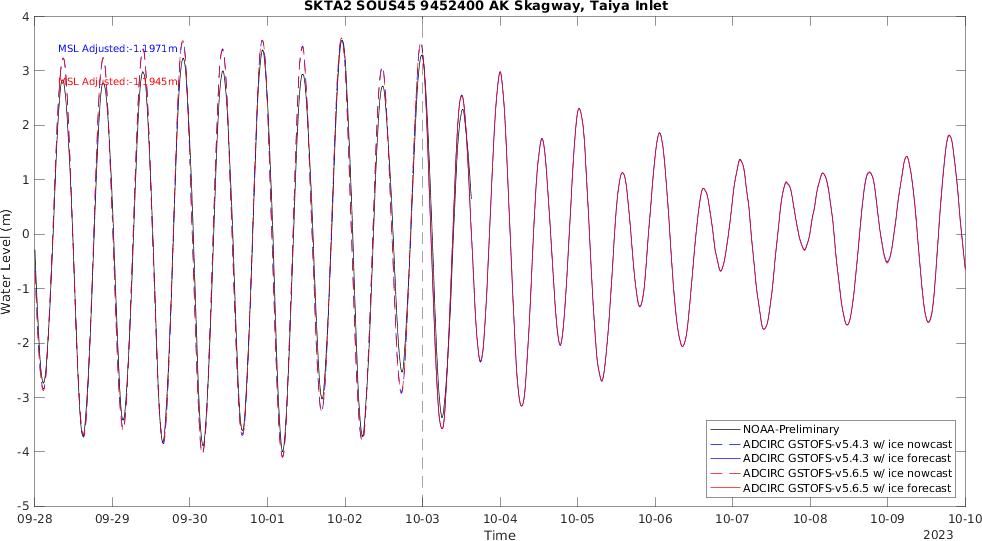 SKTA2 SOUS45 9452400 AK Skagway, Taiya Inlet
4
3
2
1
0
-1
-2
-3
-4
-5
Water Level (m)
MSL Adjusted:-1.1971m
MSL Adjusted:-1.1945m
NOAA-Preliminary
ADCIRC GSTOFS-v5.4.3 w/ ice nowcast
ADCIRC GSTOFS-v5.4.3 w/ ice forecast
ADCIRC GSTOFS-v5.6.5 w/ ice nowcast
ADCIRC GSTOFS-v5.6.5 w/ ice forecast
09-28 09-29 09-30 10-01 10-02 10-03 10-04 10-05 10-06 10-07 10-08 10-09 10-10
Time
2023